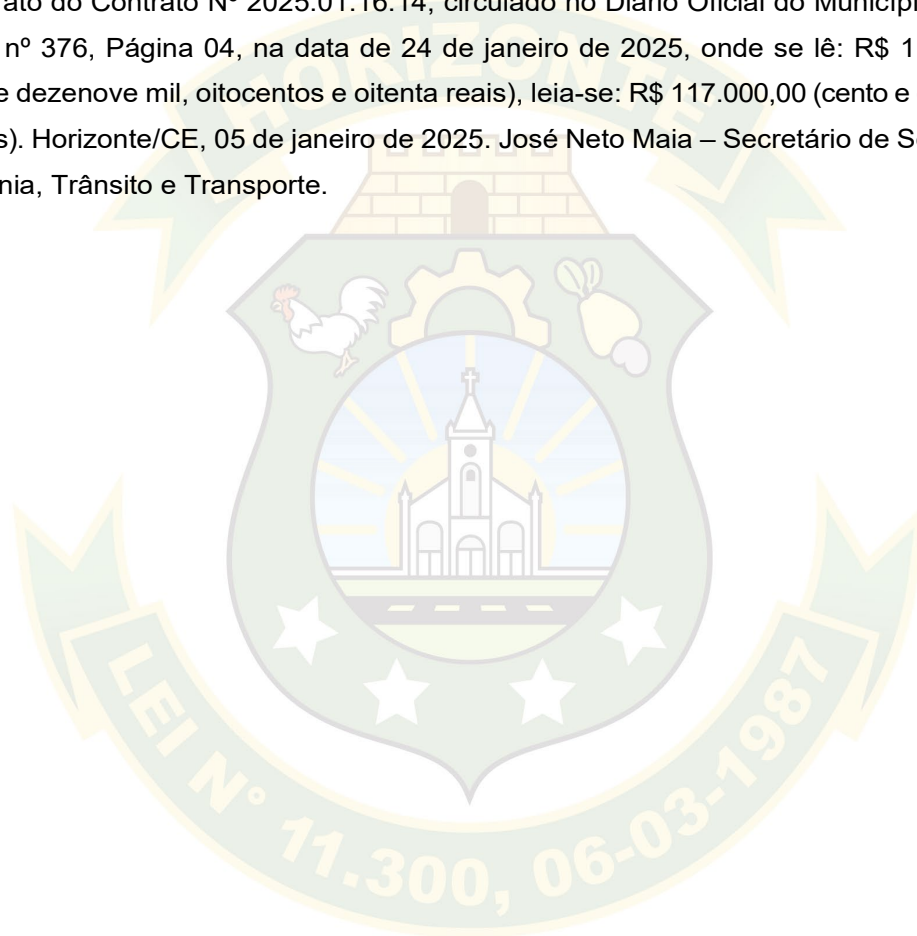 rato do Contrato Nº 2025.01.16.14, circulado no Diário Oficial do Municípi
nº 376, Página 04, na data de 24 de janeiro de 2025, onde se lê: R$ 1
e dezenove mil, oitocentos e oitenta reais), leia-se: R$ 117.000,00 (cento e
s). Horizonte/CE, 05 de janeiro de 2025. José Neto Maia – Secretário de S
nia, Trânsito e Transporte.
HORIZONTE
LEI Nº 11.300, 06-03-1987